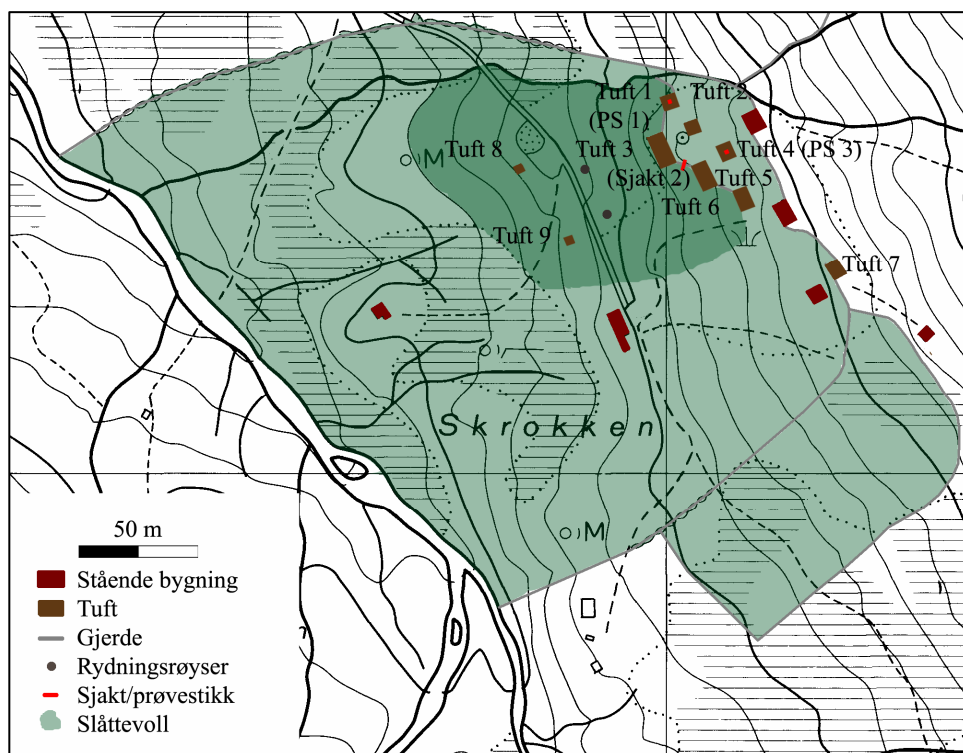 Tuft 1
Tuft 2
(PS 1)
M
Tuft 8
Tuft 3
Tuft 4 (PS 3)
(Sjakt 2)
Tuft 5
Tuft 6
Tuft 9
Tuft 7
Skrokken
M
50 m
Stående bygning
Tuft
Gjerde
Rydningsrøyser
Sjakt/prøvestikk
Slåttevoll